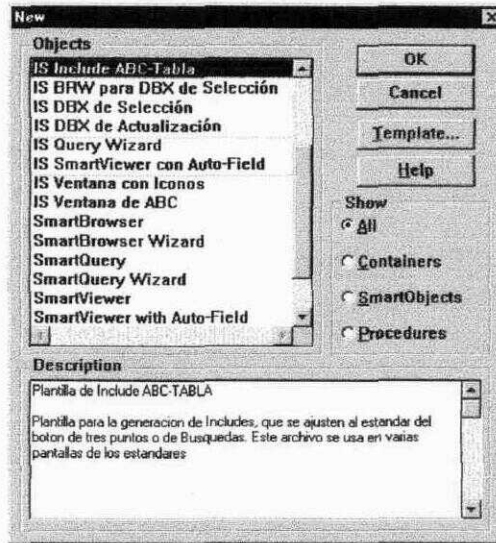 New
Objects
IS Include ABC-Tabla
IS BRW para DBX de Selección
IS DBX de Selección
IS DBX de Actualización
IS Query Wizard
IS SmartViewer con Auto-Field
IS Ventana con Iconos
IS Ventana de ABC
SmartBrowser
SmartBrowser Wizard
SmartQuery
SmartQuery Wizard
SmartViewer
SmartViewer with Auto-Field
OK
Cancel
Template...
Help
Show
All
Containers
SmartObjects
Procedures
Description
Plantilla de Include ABC-TABLA
Plantilla para la generacion de Includes, que se ajusten al estandar del
boton de tres puntos o de Busquedas. Este archivo se usa en varias
pantallas de los estandares